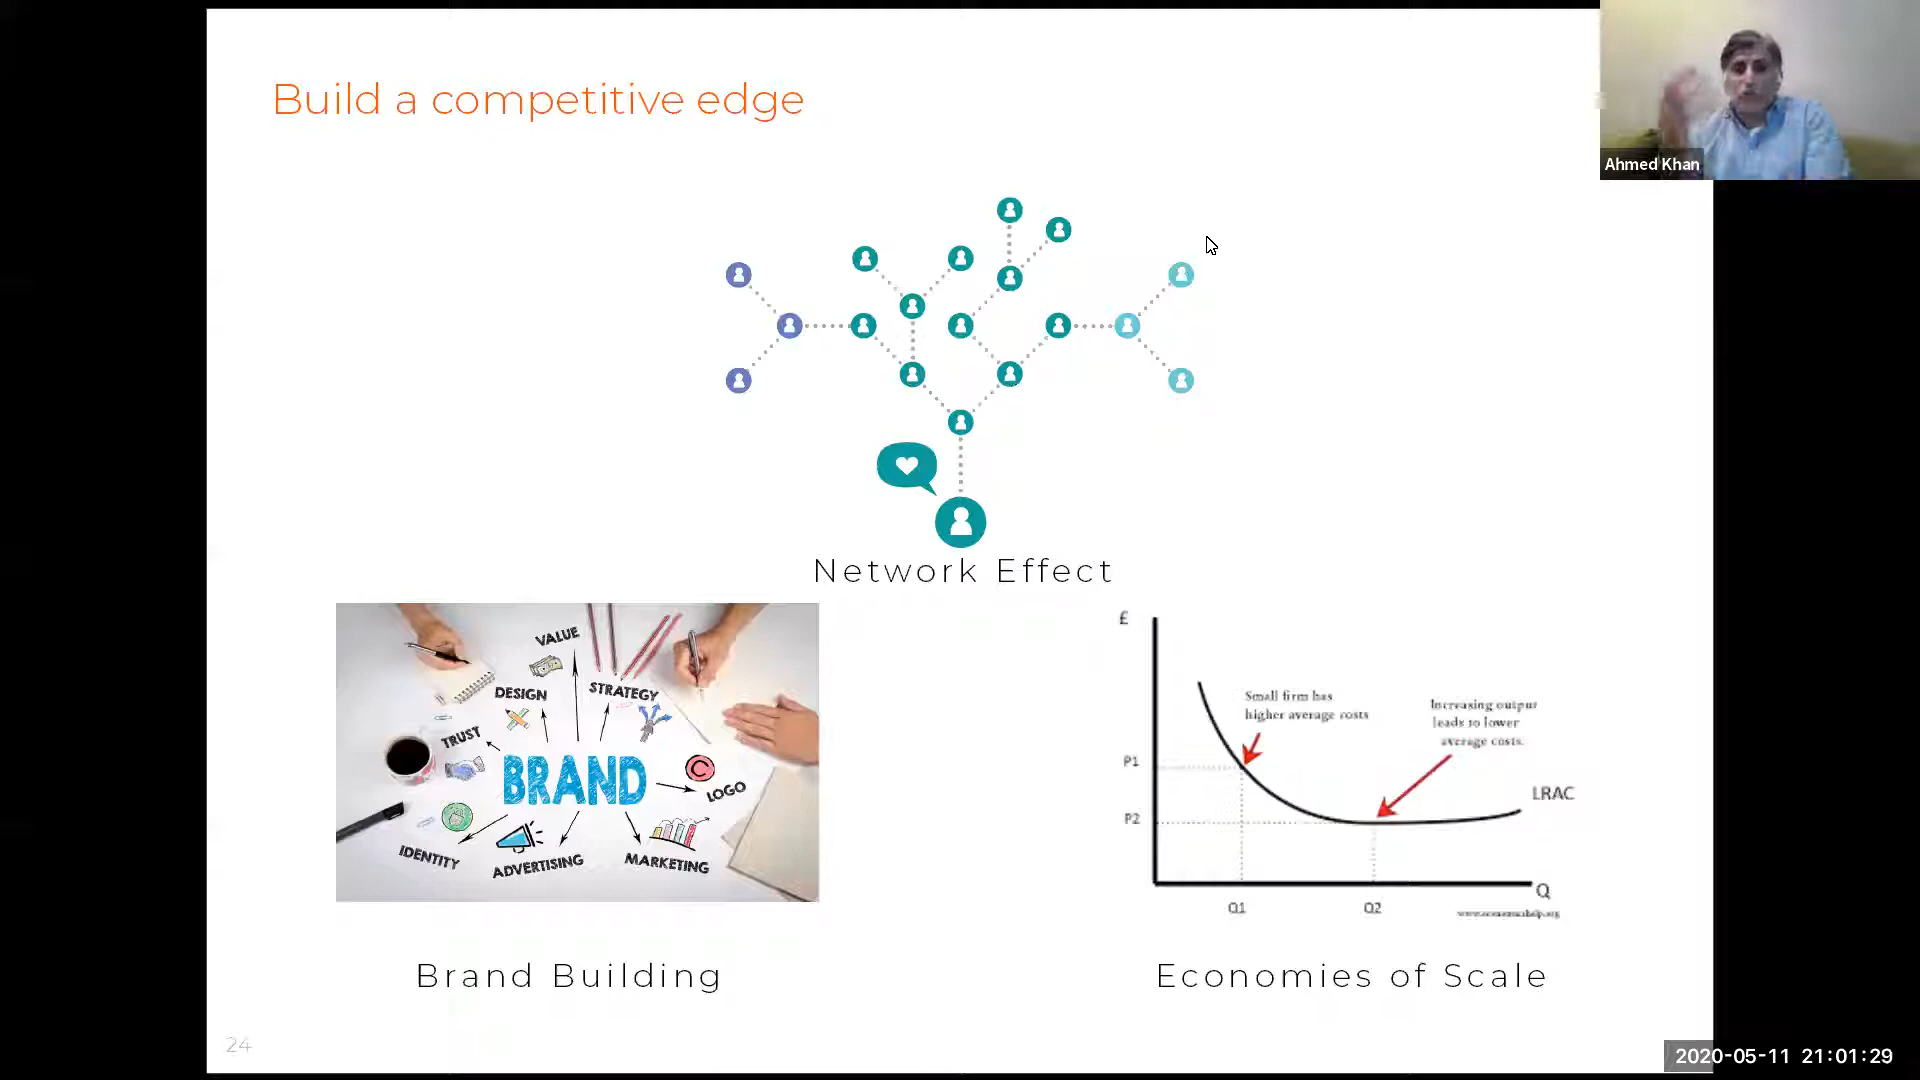 Build a competitive edge
Ahmed Khan
Network Effect
VALUE
DESIGN
STRATEGY
TRUST
BRAND
LOGO
IDENTITY
ADVERTISING
MARKETING
Brand Building
£
Small firm has
higher average costs
Increasing output
leads to lower
average costs.
P1
LRAC
P2
Q
Q1
Q2
www.economicshelp.org
Economies of Scale
24
2020-05-11 21:01:29